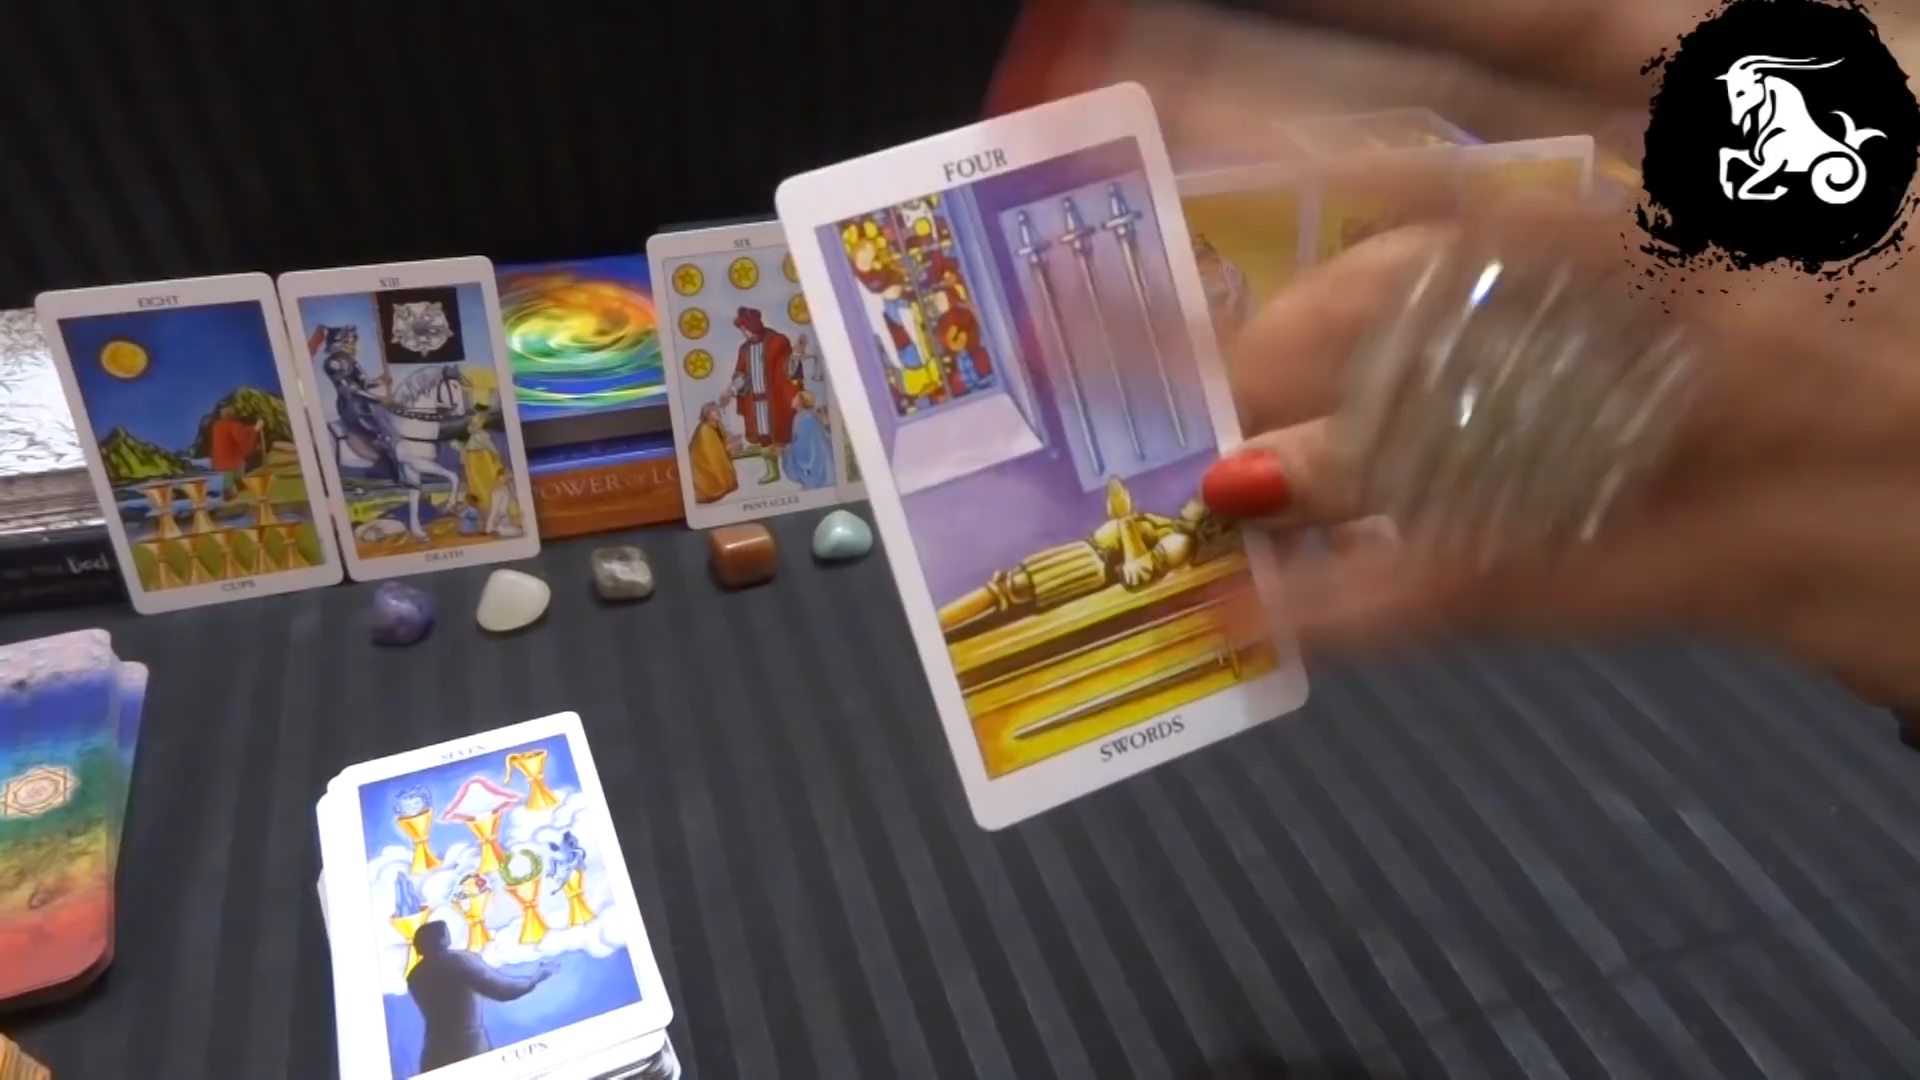 EIGHT
CUPS
XIII
DEATH
OWER OF LO
SIX
PENTACLES
FOUR
SWORDS
SEVEN
CUPS